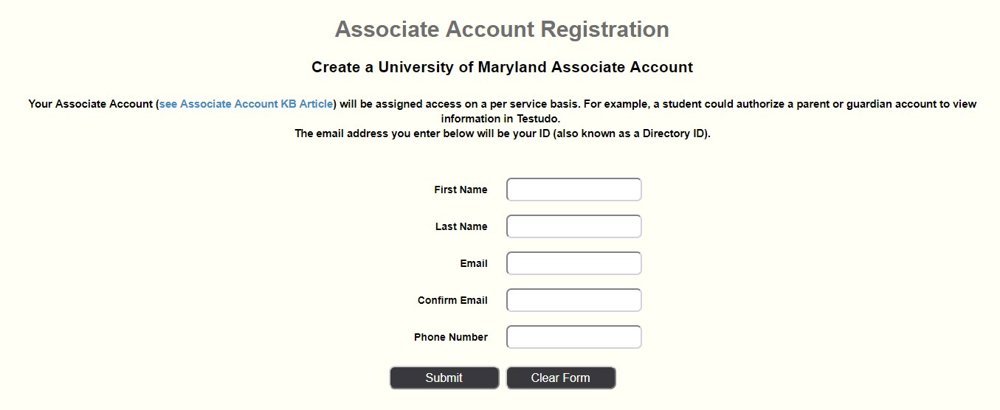 Associate Account Registration
Create a University of Maryland Associate Account
Your Associate Account (see Associate Account KB Article) will be assigned access on a per service basis. For example, a student could authorize a parent or guardian account to view
information in Testudo.
The email address you enter below will be your ID (also known as a Directory ID).
First Name
Last Name
Email
Confirm Email
Phone Number
Submit Clear Form